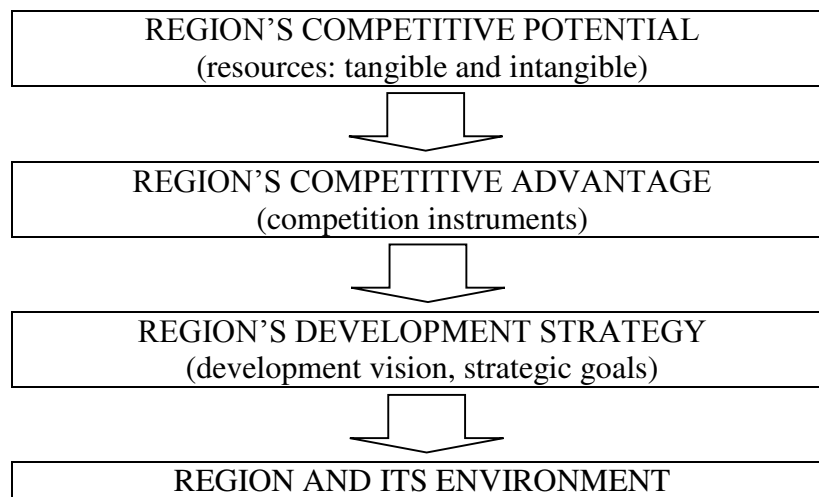 REGION’S COMPETITIVE POTENTIAL
(resources: tangible and intangible)
REGION’S COMPETITIVE ADVANTAGE
(competition instruments)
REGION’S DEVELOPMENT STRATEGY
(development vision, strategic goals)
REGION AND ITS ENVIRONMENT